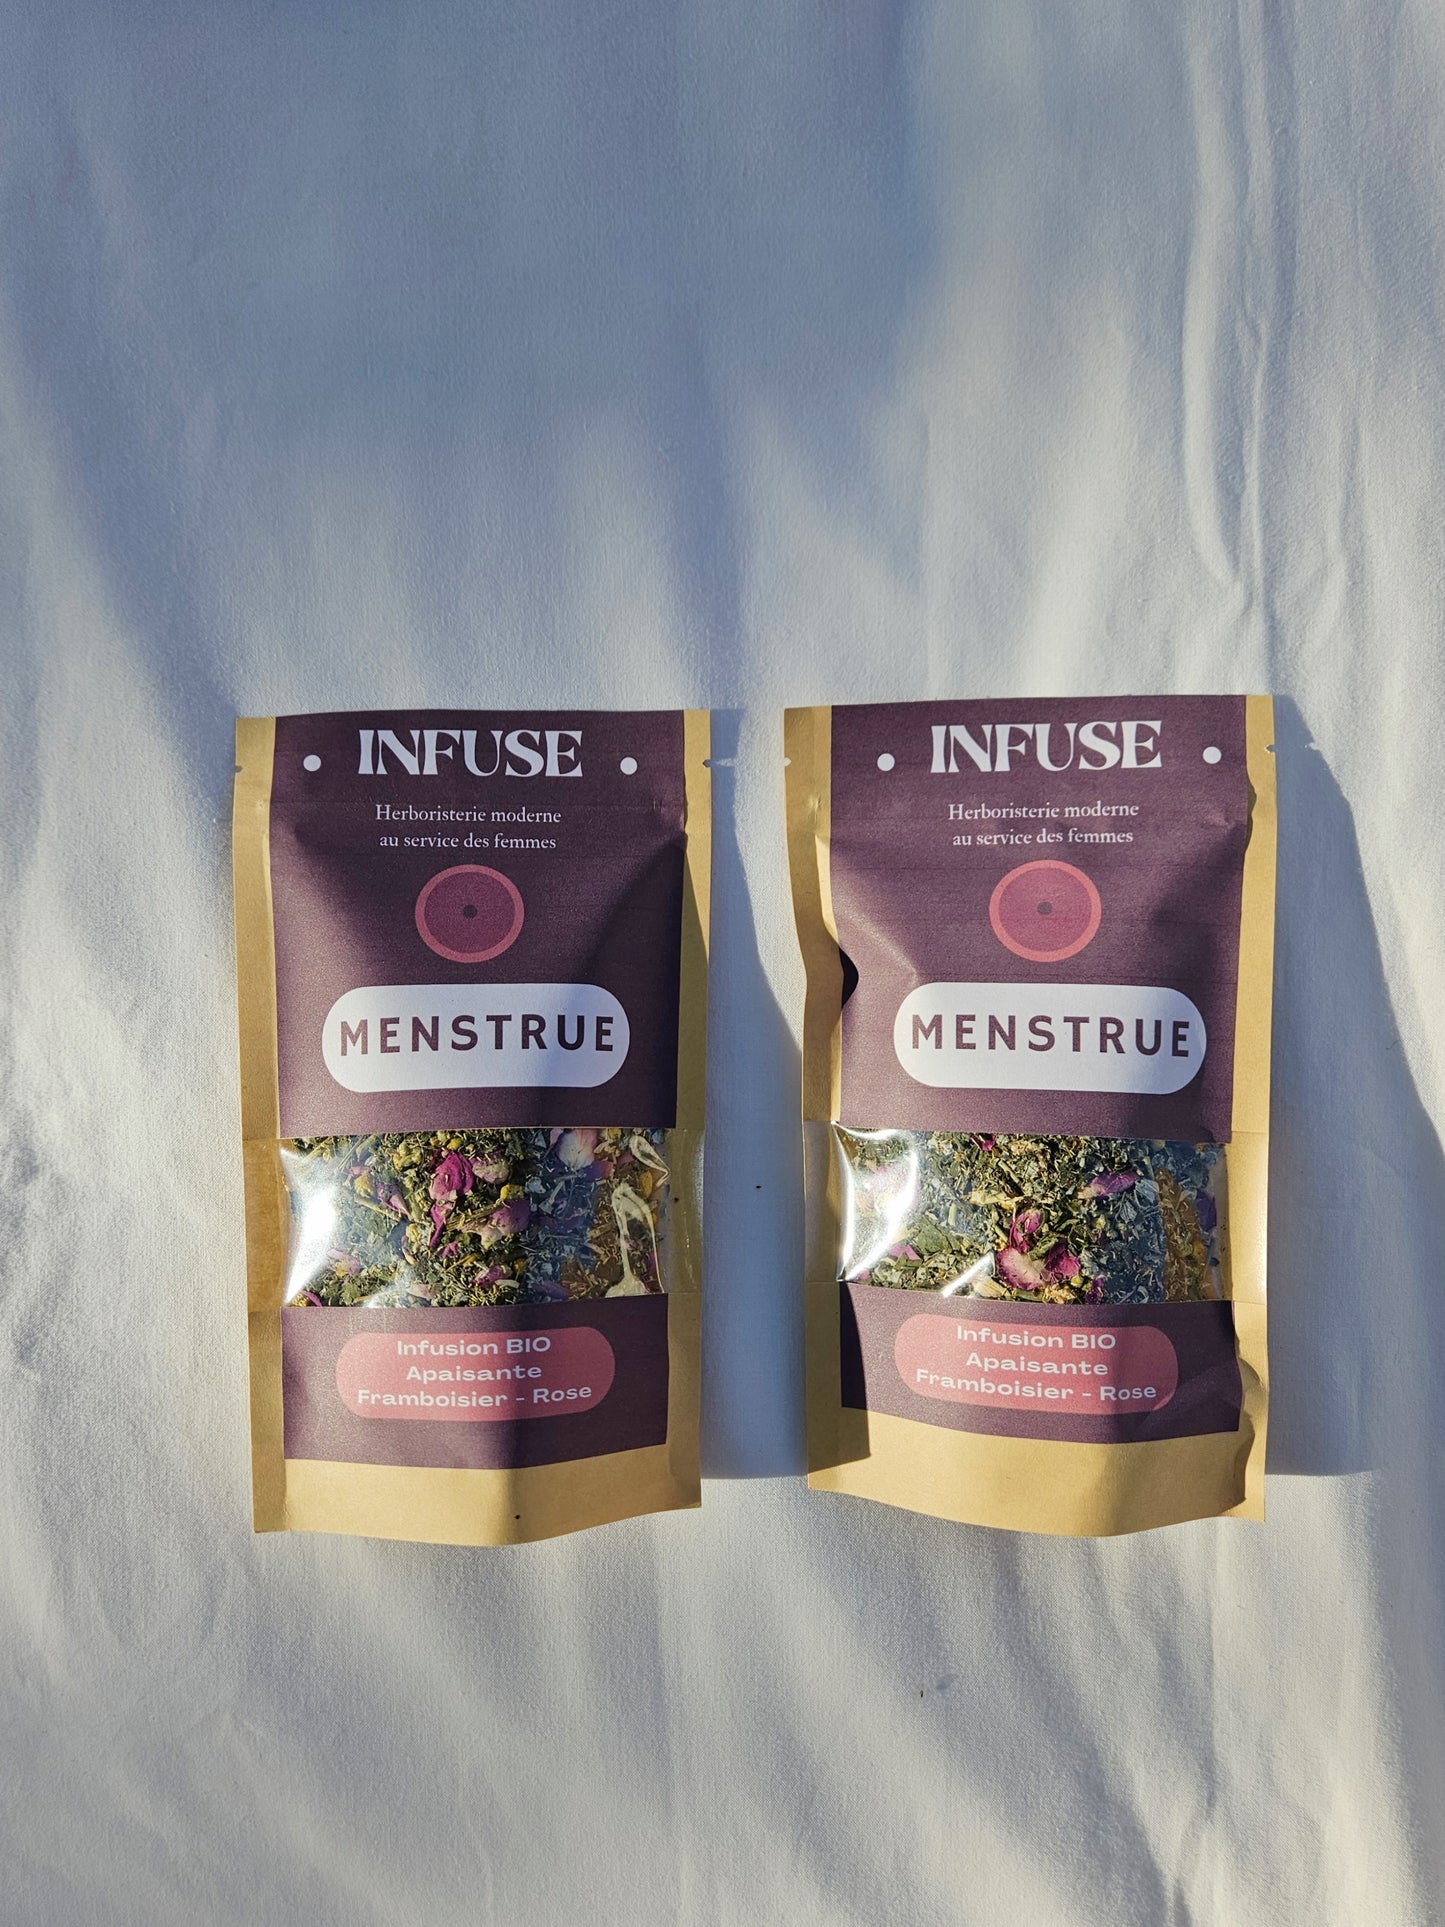 INFUSE
Herboristerie moderne
au service des femmes
MENSTRUE
Infusion BIO
Apaisante
Framboisier - Rose
INFUSE
Herboristerie moderne
au service des femmes
MENSTRUE
Infusion BIO
Apaisante
Framboisier - Rose